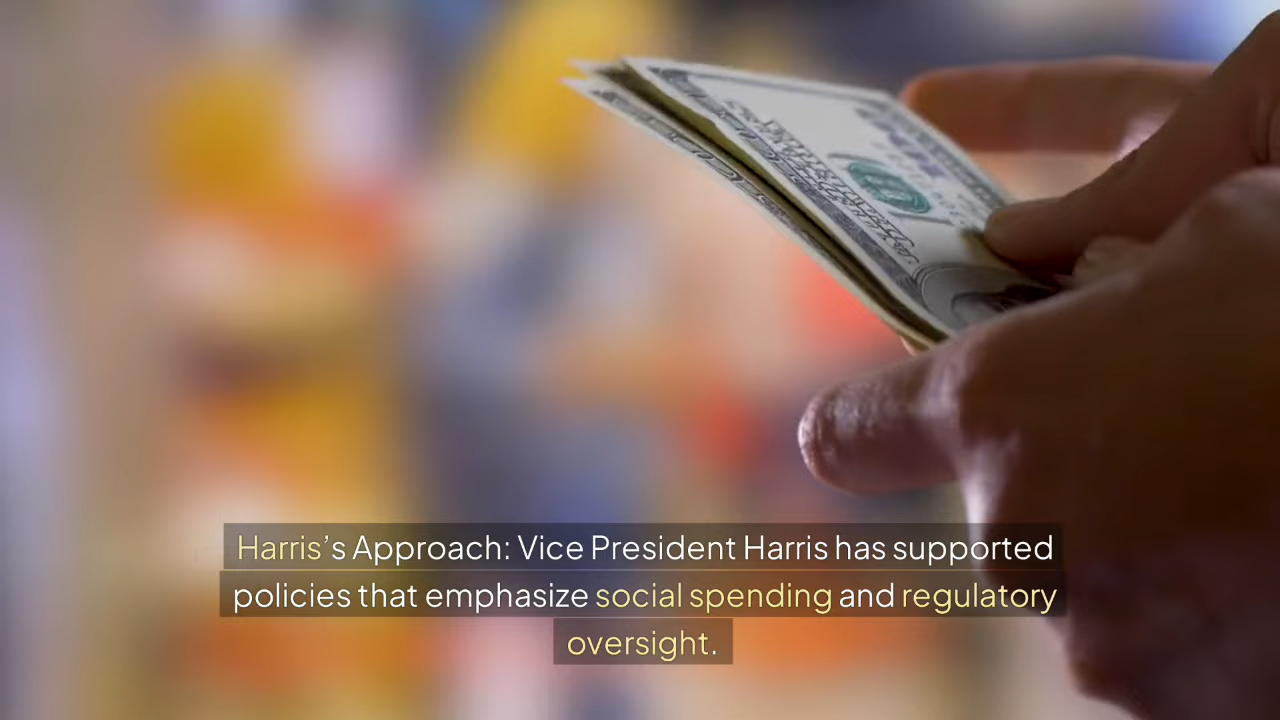 Harris’s Approach: Vice President Harris has supported
policies that emphasize social spending and regulatory
oversight.